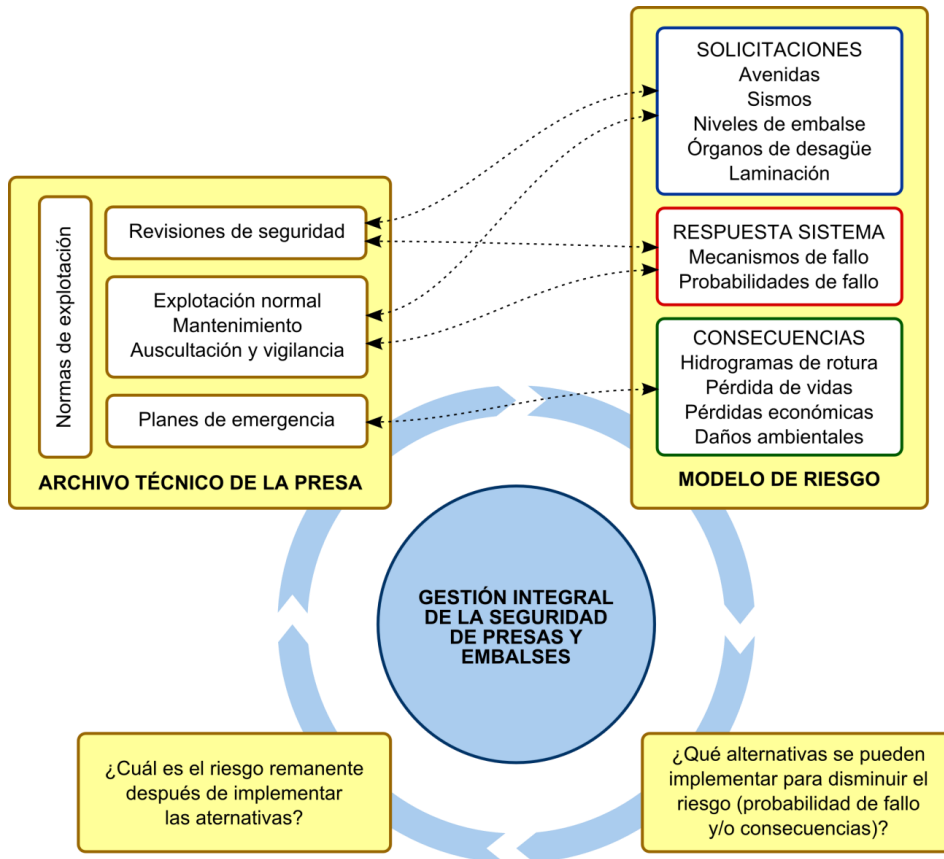 SOLICITACIONES
Avenidas
Sismos
Niveles de embalse
Órganos de desagüe
Laminación
RESPUESTA SISTEMA
Mecanismos de fallo
Probabilidades de fallo
CONSECUENCIAS
Hidrogramas de rotura
Pérdida de vidas
Pérdidas económicas
Daños ambientales
MODELO DE RIESGO
Normas de explotación
Revisiones de seguridad
Explotación normal
Mantenimiento
Auscultación y vigilancia
Planes de emergencia
ARCHIVO TÉCNICO DE LA PRESA
GESTIÓN INTEGRAL
DE LA SEGURIDAD
DE PRESAS Y
EMBALSES
¿Cuál es el riesgo remanente
después de implementar
las aternativas?
¿Qué alternativas se pueden
implementar para disminuir el
riesgo (probabilidad de fallo
y/o consecuencias)?